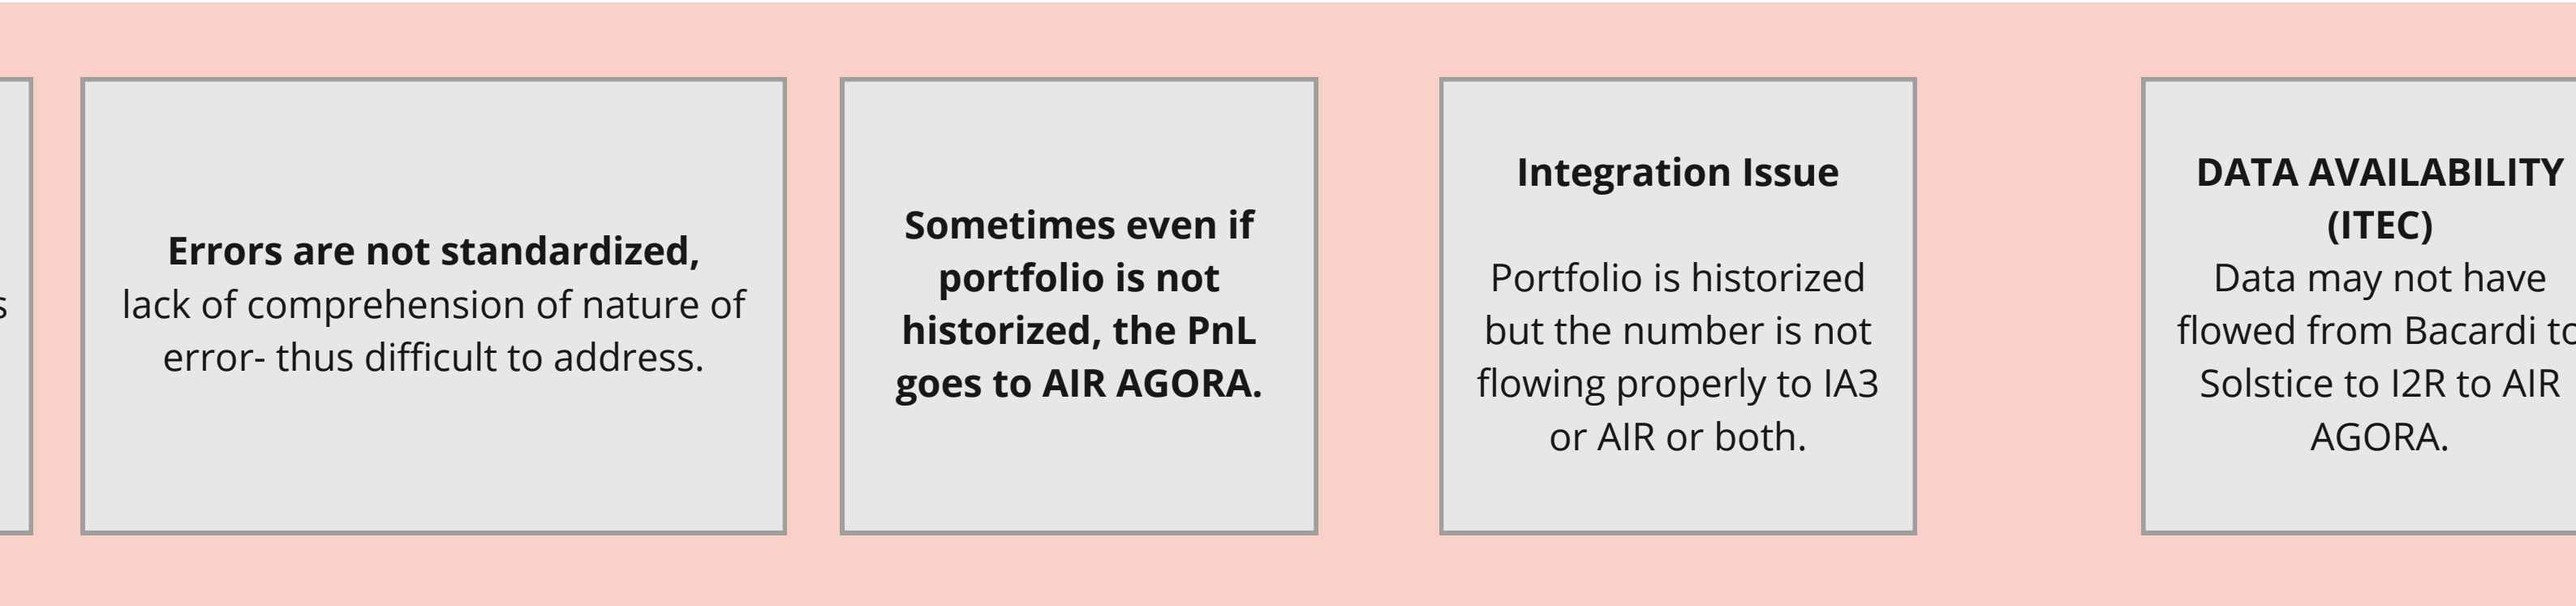 Errors are not standardized,
lack of comprehension of nature of
error- thus difficult to address.
Sometimes even if
portfolio is not
historized, the PnL
goes to AIR AGORA.
Integration Issue
Portfolio is historized
but the number is not
flowing properly to IA3
or AIR or both.
DATA AVAILABILITY
(ITEC)
Data may not have
flowed from Bacardi to
Solstice to I2R to AIR
AGORA.